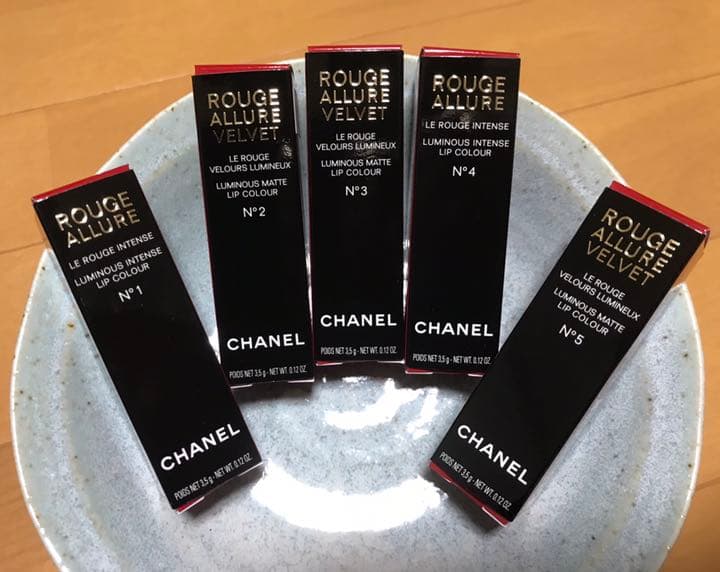 ROUGE
ALLURE
LE ROUGE INTENSE
LUMINOUS INTENSE
LIP COLOUR
N°1
CHANEL
POIDS NET 3.5 g - NET WT. 0.12 OZ.
ROUGE
ALLURE
VELVET
LE ROUGE
VELOURS LUMINEUX
LUMINOUS MATTE
LIP COLOUR
N°2
CHANEL
POIDS NET 3.5 g - NET WT. 0.12 OZ.
ROUGE
ALLURE
VELVET
LE ROUGE
VELOURS LUMINEUX
LUMINOUS MATTE
LIP COLOUR
N°3
CHANEL
POIDS NET 3.5 g - NET WT. 0.12 OZ.
ROUGE
ALLURE
LE ROUGE INTENSE
LUMINOUS INTENSE
LIP COLOUR
N°4
CHANEL
POIDS NET 3.5 g - NET WT. 0.12 OZ.
ROUGE
ALLURE
VELVET
LE ROUGE
VELOURS LUMINEUX
LUMINOUS MATTE
LIP COLOUR
N°5
CHANEL
POIDS NET 3.5 g - NET WT. 0.12 OZ.